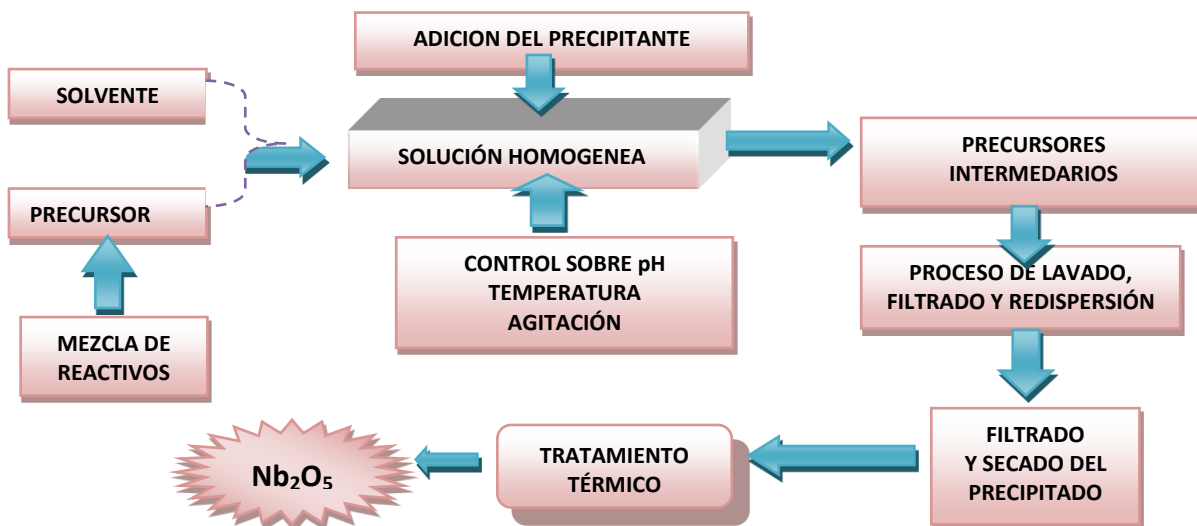 ADICION DEL PRECIPITANTE
SOLVENTE
SOLUCIÓN HOMOGENEA
PRECURSOR
MEZCLA DE
REACTIVOS
CONTROL SOBRE pH
TEMPERATURA
AGITACIÓN
PRECURSORES
INTERMEDARIOS
PROCESO DE LAVADO,
FILTRADO Y REDISPERSIÓN
FILTRADO
Y SECADO DEL
PRECIPITADO
TRATAMIENTO
TÉRMICO
Nb₂O₅